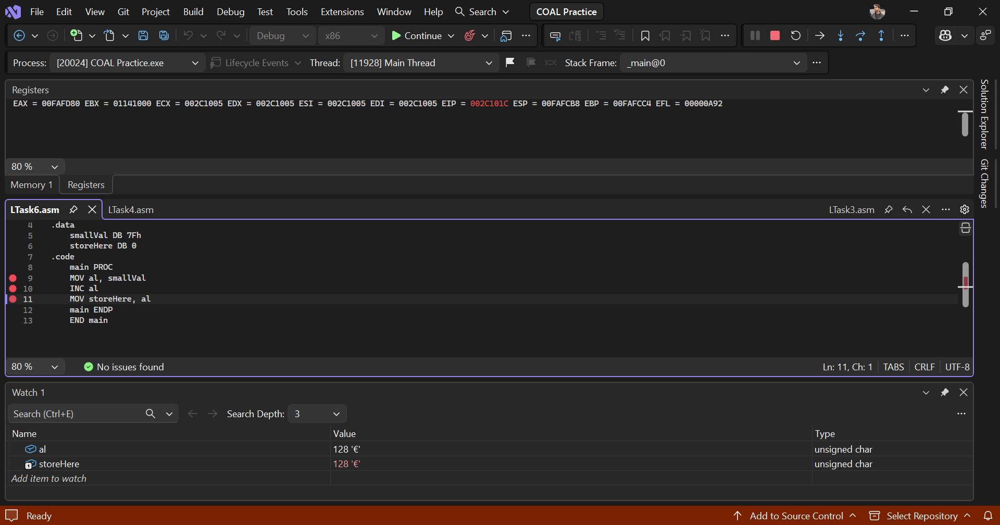 File Edit View Git Project Build Debug Test Tools Extensions Window Help Search COAL Practice
Debug x86 Continue
Process: [20024] COAL Practice.exe Lifecycle Events Thread: [11928] Main Thread Stack Frame: _main@0
Registers
EAX = 00FAFD80 EBX = 01141000 ECX = 002C1005 EDX = 002C1005 ESI = 002C1005 EDI = 002C1005 EIP = 002C101C ESP = 00FAFCB8 EBP = 00FAFCC4 EFL = 00000A92
80 %
Memory 1 Registers
Solution Explorer
Git Changes
LTask6.asm LTask4.asm LTask3.asm
4 .data
5 smallVal DB 7Fh
6 storeHere DB 0
7 .code
8 main PROC
9 MOV al, smallVal
10 INC al
11 MOV storeHere, al
12 main ENDP
13 END main
80 % No issues found Ln: 11, Ch: 1 TABS CRLF UTF-8
Watch 1
Search (Ctrl+E) Search Depth: 3
Name Value Type
al 128 '€' unsigned char
storeHere 128 '€' unsigned char
Add item to watch
Ready Add to Source Control Select Repository